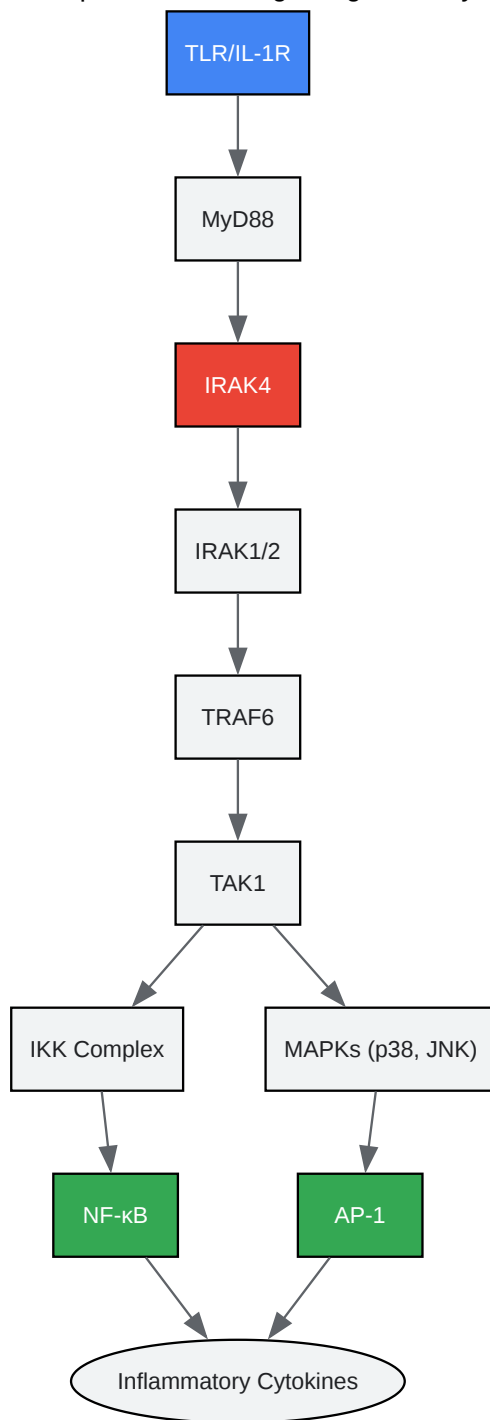 TLR/IL-1R
MyD88
IRAK4
IRAK1/2
TRAF6
TAK1
IKK Complex
MAPKs (p38, JNK)
NF-κB
AP-1
Inflammatory Cytokines